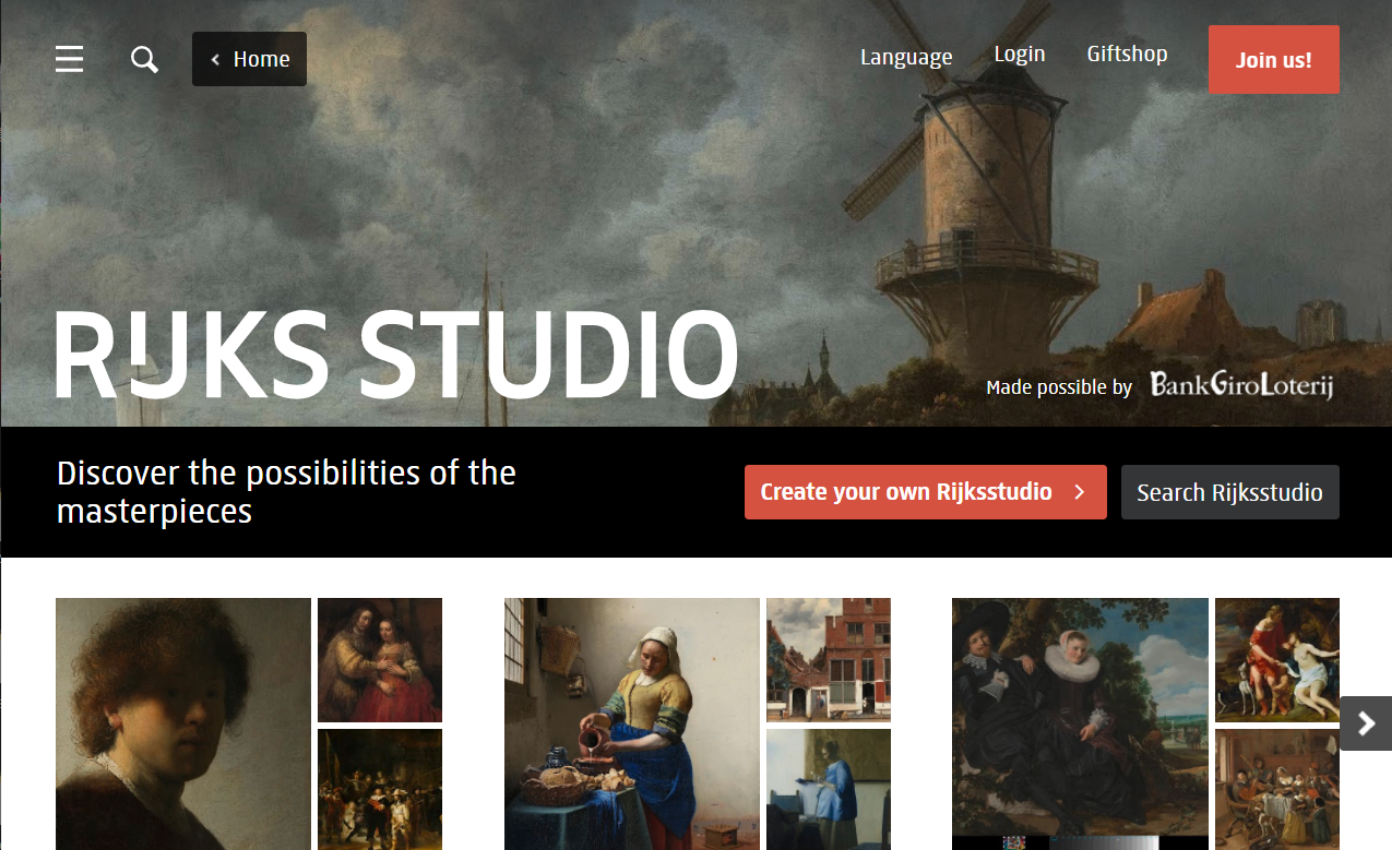 Home
Language
Login
Giftshop
Join us!
RIJKS STUDIO
Made possible by BankGiroLoterij
Discover the possibilities of the
masterpieces
Create your own Rijksstudio
Search Rijksstudio